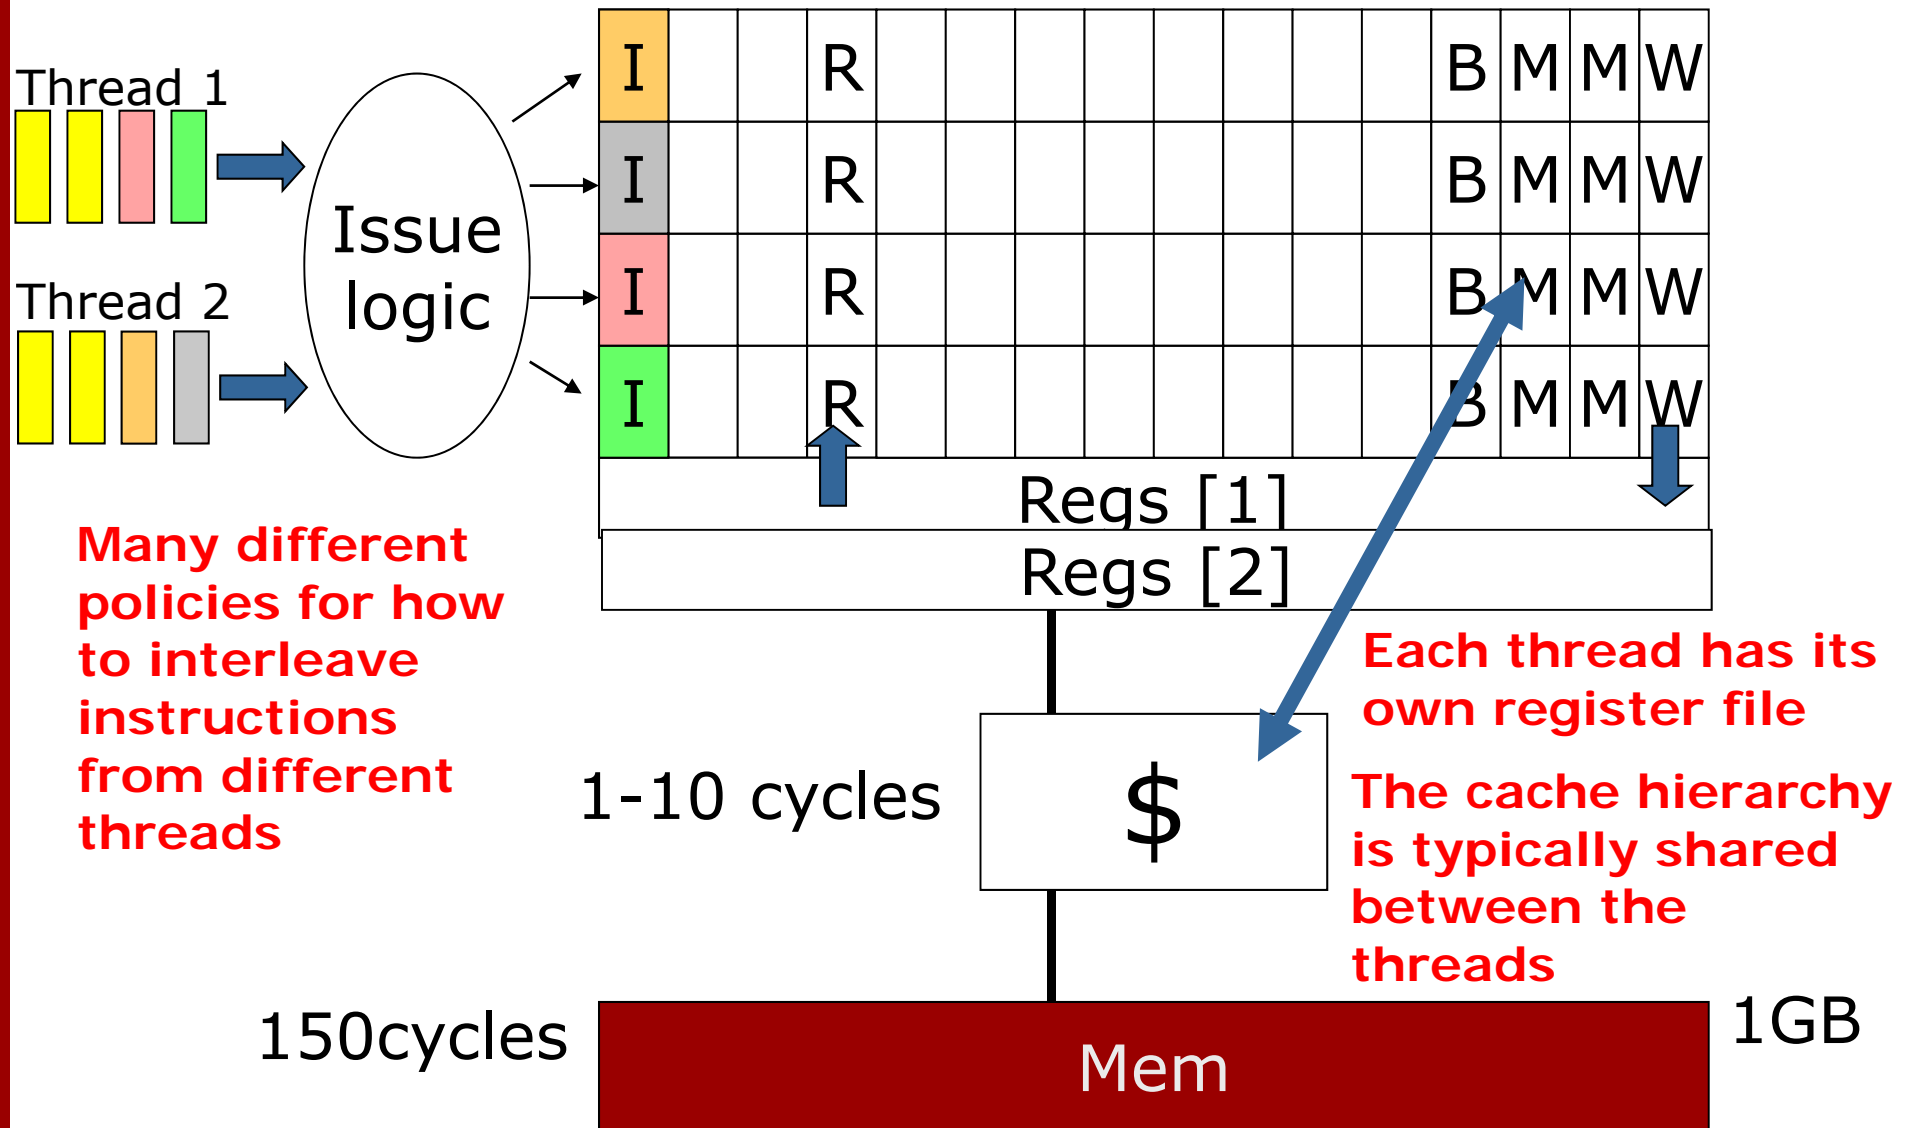 Thread 1
Thread 2
Issue
logic
I R B M M W
I R B M M W
I R B M M W
I R B M M W
Regs [1]
Regs [2]
Many different
policies for how
to interleave
instructions
from different
threads
Each thread has its
own register file
1-10 cycles
$
The cache hierarchy
is typically shared
between the
threads
150cycles
Mem
1GB